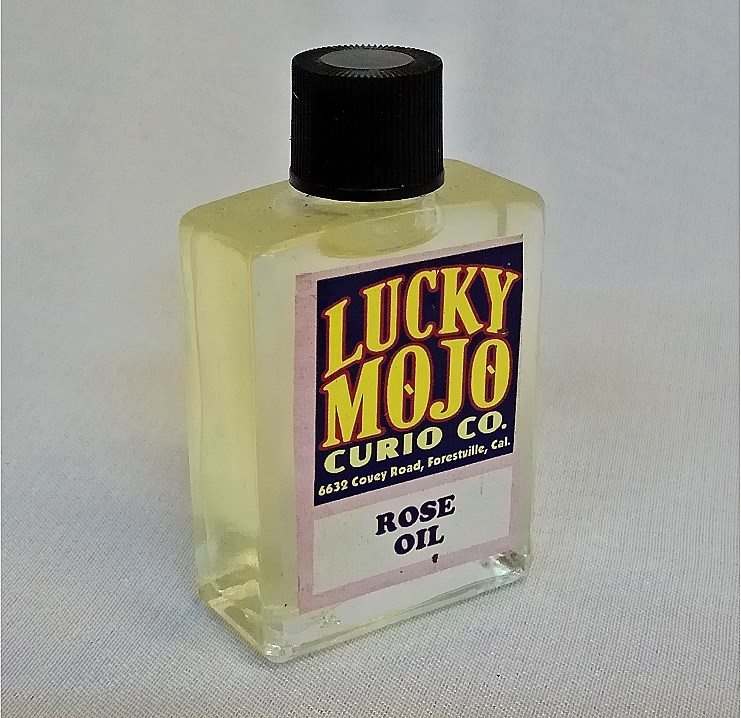 LUCKY
MOJO
CURIO CO.
6632 Covey Road, Forestville, Cal.
ROSE
OIL